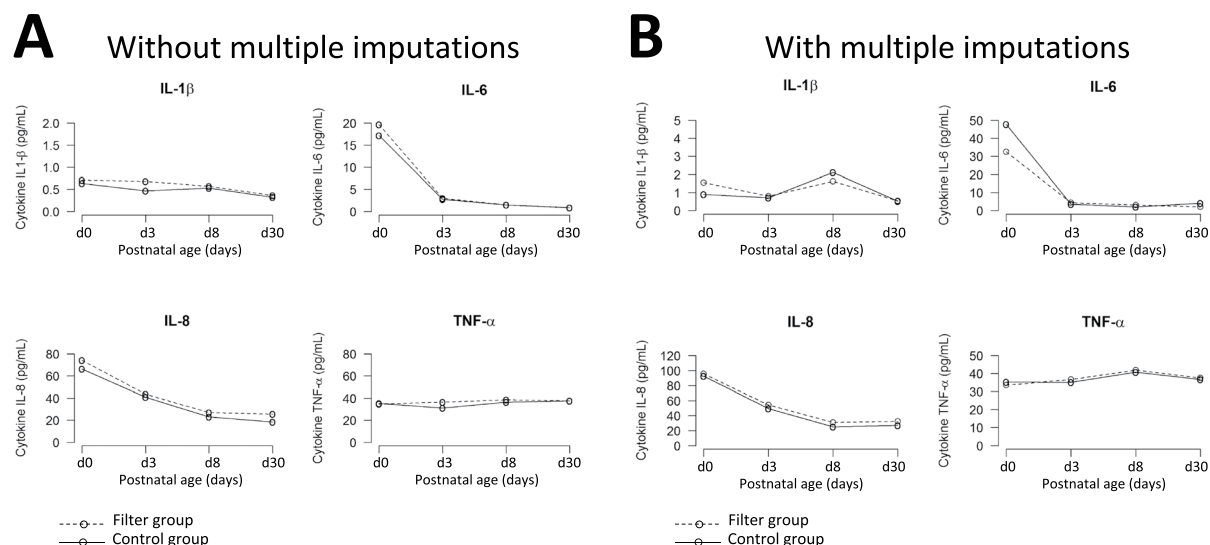 A
Without multiple imputations
IL-1β
Cytokine IL1-β (pg/mL)
2.0
1.5
1.0
0.5
0.0
d0 d3 d8 d30
Postnatal age (days)
IL-6
Cytokine IL-6 (pg/mL)
20
15
10
5
0
d0 d3 d8 d30
Postnatal age (days)
IL-8
Cytokine IL-8 (pg/mL)
80
60
40
20
0
d0 d3 d8 d30
Postnatal age (days)
TNF-α
Cytokine TNF-α (pg/mL)
80
60
40
20
0
d0 d3 d8 d30
Postnatal age (days)
Filter group
Control group
B
With multiple imputations
IL-1β
Cytokine IL1-β (pg/mL)
5
4
3
2
1
0
d0 d3 d8 d30
Postnatal age (days)
IL-6
Cytokine IL-6 (pg/mL)
50
40
30
20
10
0
d0 d3 d8 d30
Postnatal age (days)
IL-8
Cytokine IL-8 (pg/mL)
120
100
80
60
40
20
0
d0 d3 d8 d30
Postnatal age (days)
TNF-α
Cytokine TNF-α (pg/mL)
50
40
30
20
10
0
d0 d3 d8 d30
Postnatal age (days)
Filter group
Control group